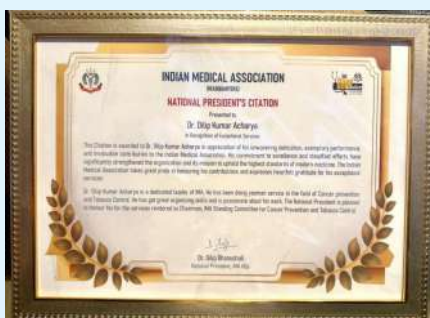 INDIAN MEDICAL ASSOCIATION
(HEADQUARTERS)
NATIONAL PRESIDENT'S CITATION
Presented to
Dr. Dilip Kumar Acharya
in Recognition of Exceptional Services
This Citation is awarded to Dr. Dilip Kumar Acharya in appreciation of his unwavering dedication, exemplary performance,
and invaluable contributions to the Indian Medical Association. His commitment to excellence and steadfast efforts have
significantly strengthened the organization and its mission to uphold the highest standards of modern medicine. The Indian
Medical Association takes great pride in honouring his contributions and expresses heartfelt gratitude for his exceptional
services.
Dr. Dilip Kumar Acharya is a dedicated leader of IMA. He has been doing yeomen service in the field of Cancer prevention
and Tobacco Control. He has got great organizing skills and is passionate about his work. The National President is pleased
to honour him for the services rendered as Chairman, IMA Standing Committee for Cancer Prevention and Tobacco Control.
Dr. Dilip Bhanushali
National President, IMA HQs